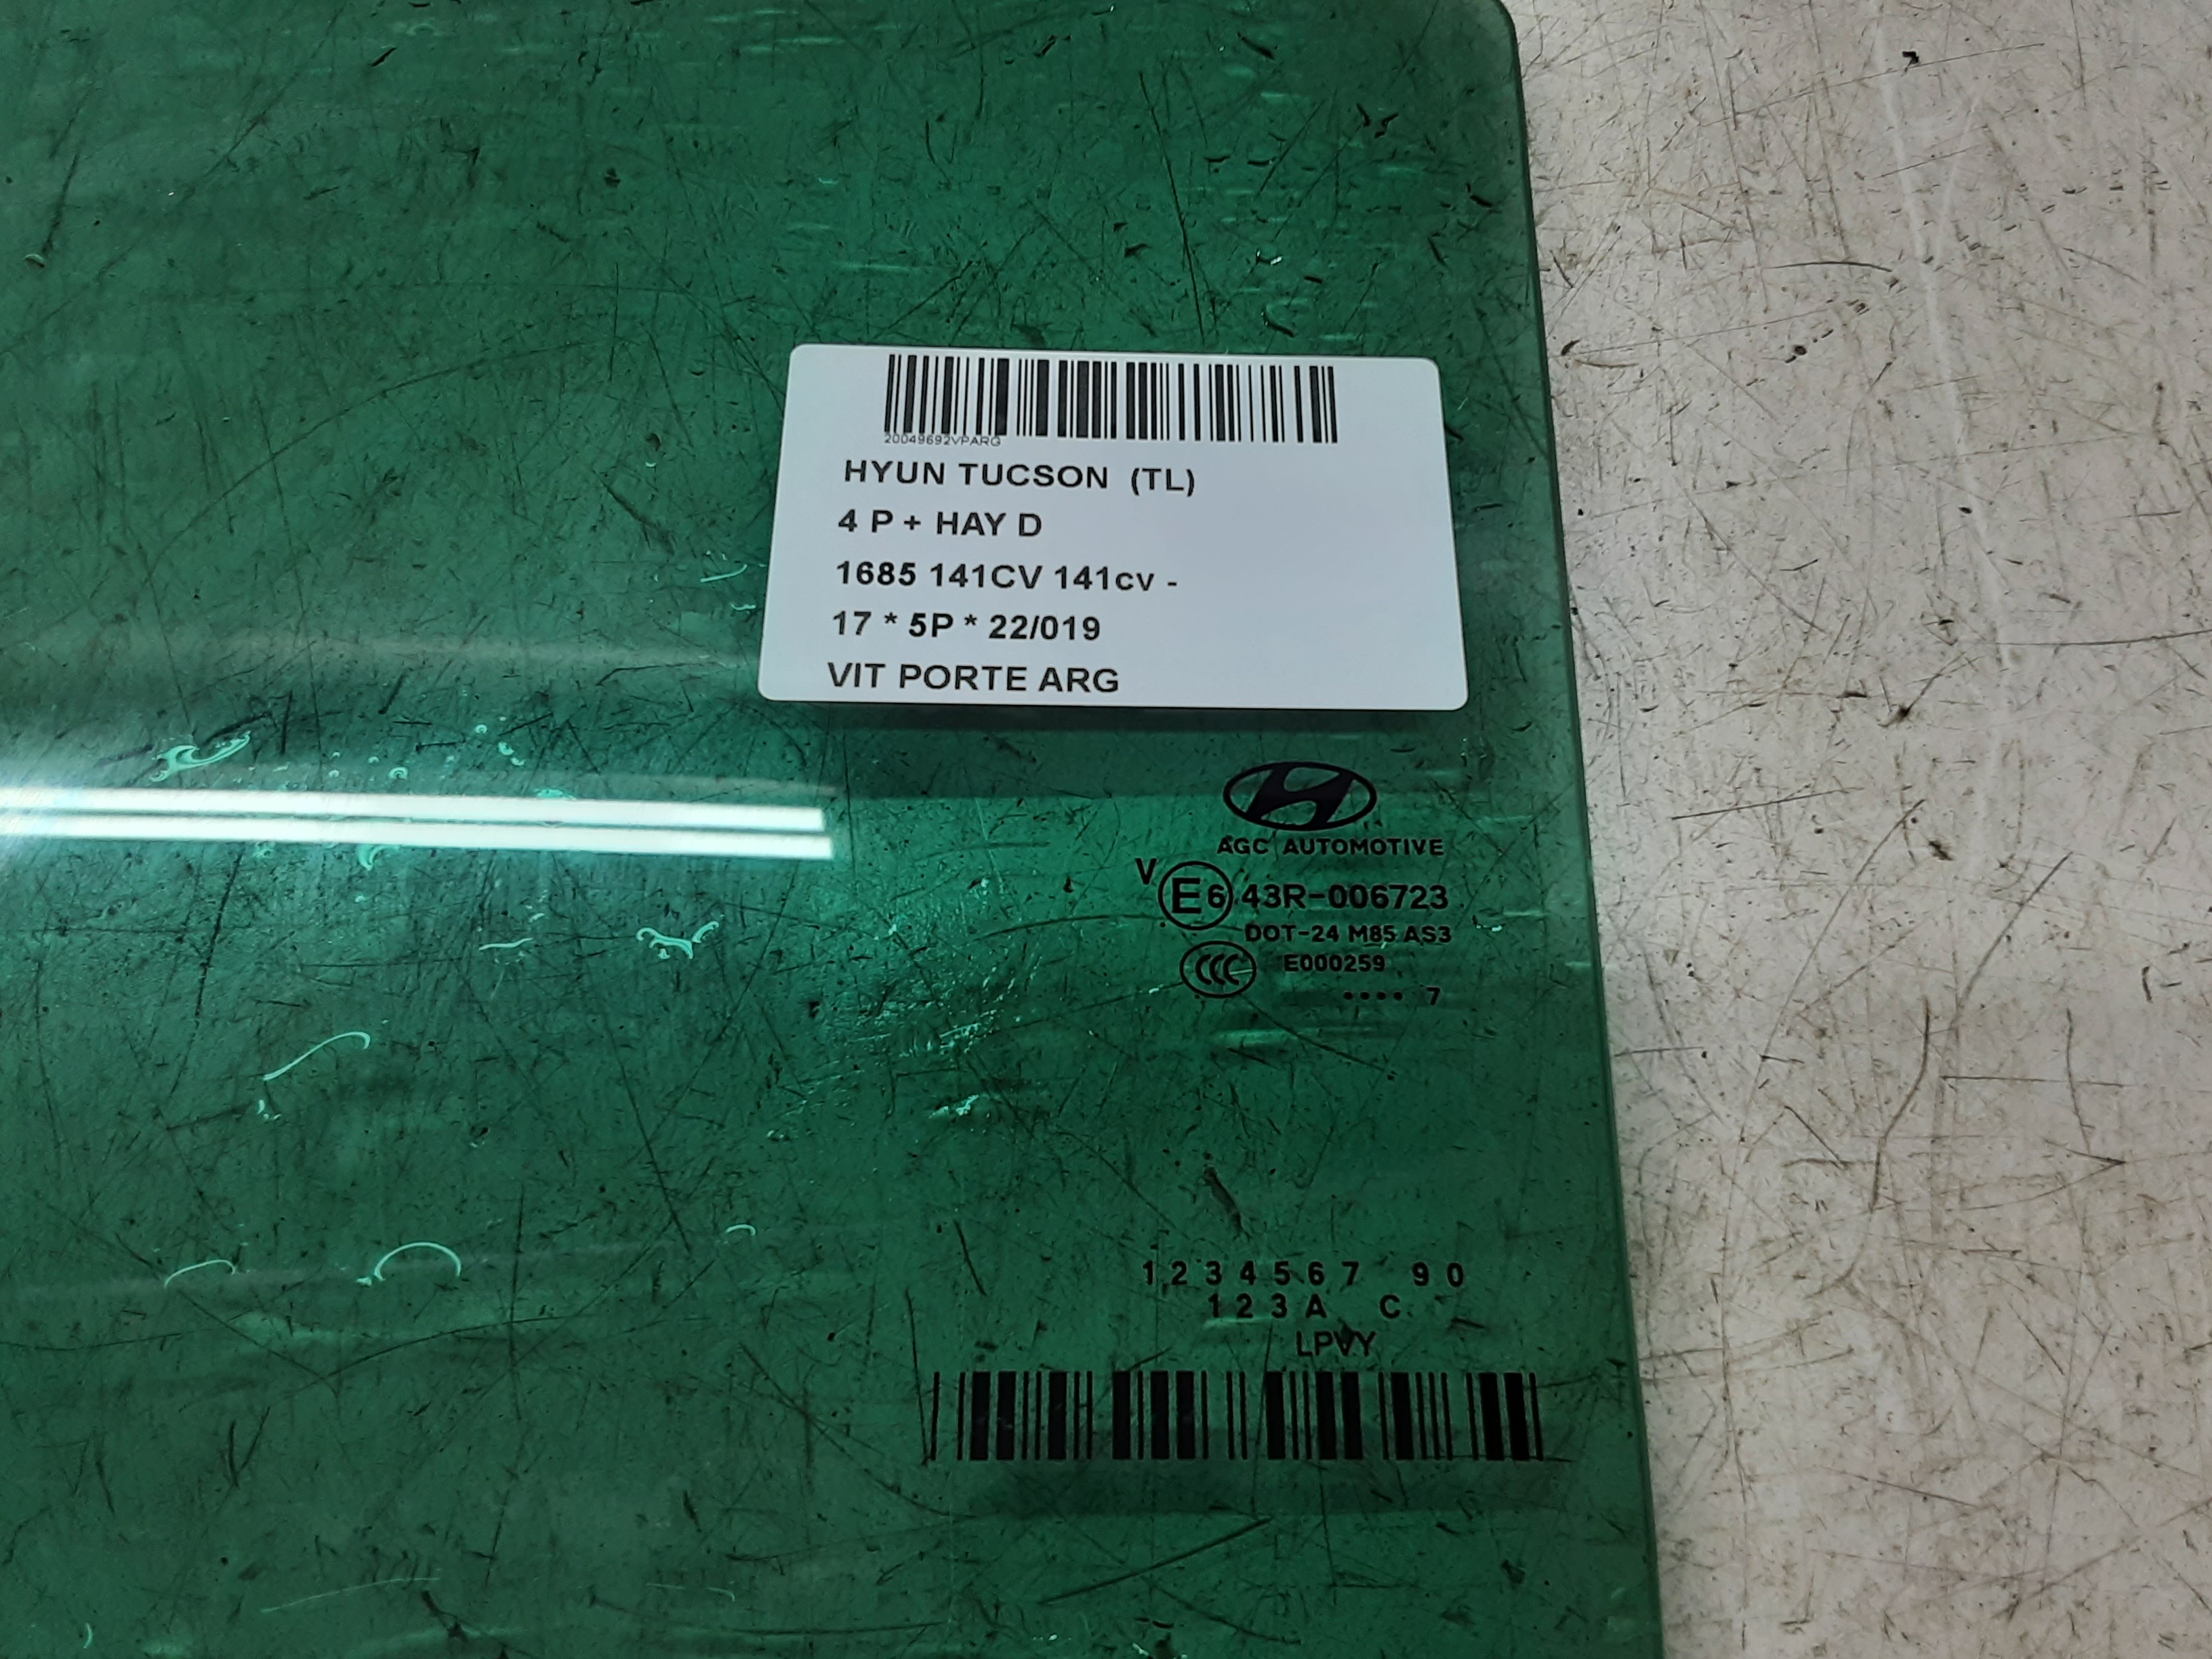 20049692VPARG
HYUN TUCSON (TL)
4 P + HAY D
1685 141CV 141cv -
17 * 5P * 22/019
VIT PORTE ARG
AGC AUTOMOTIVE
V E6 43R-006723
DOT-24 M85 AS3
CCC E000259
.... 7
1 2 3 4 5 6 7 9 0
1 2 3 A C
LPVY